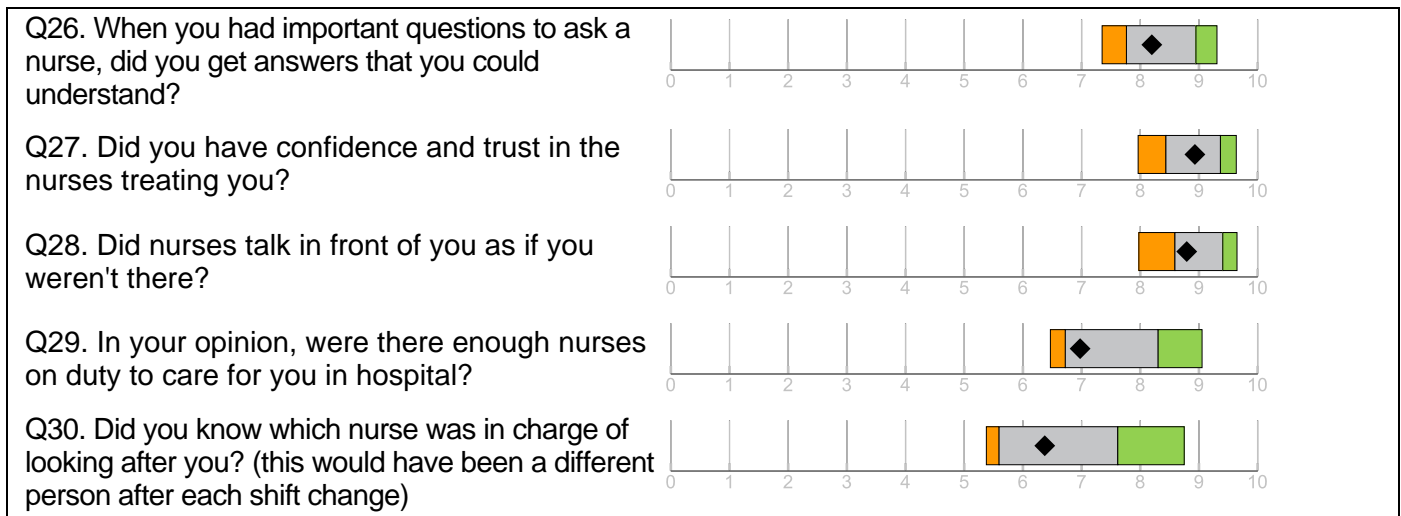 Q26. When you had important questions to ask a
nurse, did you get answers that you could
understand?
0 1 2 3 4 5 6 7 8 9 10
Q27. Did you have confidence and trust in the
nurses treating you?
0 1 2 3 4 5 6 7 8 9 10
Q28. Did nurses talk in front of you as if you
weren't there?
0 1 2 3 4 5 6 7 8 9 10
Q29. In your opinion, were there enough nurses
on duty to care for you in hospital?
0 1 2 3 4 5 6 7 8 9 10
Q30. Did you know which nurse was in charge of
looking after you? (this would have been a different
person after each shift change)
0 1 2 3 4 5 6 7 8 9 10